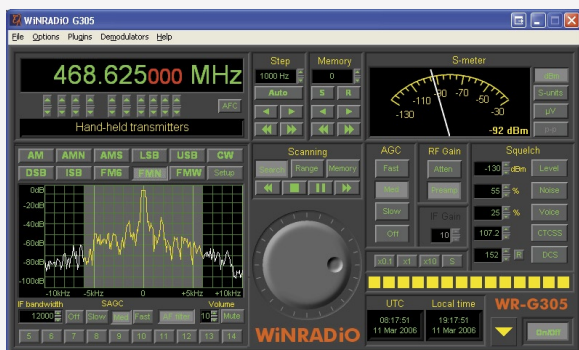 WiNRADiO G305
File Options Plugins Demodulators Help
468.625000 MHz
AFC
Hand-held transmitters
Step
1000 Hz
Auto
Memory
0
S R
S-meter
-130 -110 -90 -70 -50 -30
-92 dBm
dBm
S-units
µV
AM AMN AMS LSB USB CW
DSB ISB FM6 FMN FMW Setup
0dB
-20dB
-40dB
-60dB
-80dB
-100dB
-10kHz -5kHz 0 +5kHz +10kHz
IF bandwidth SAGC Volume
12000 Off Slow Med Fast AF filter 10 Mute
5 6 7 8 9 10 11 12 13 14
Scanning
Search Range Memory
WiNRADiO
AGC
Fast
Med
Slow
Off
RF Gain
Atten
Preamp
IF Gain
10
x0.1 x1 x10 S
Squelch
-130 dBm Level
55 % Noise
25 % Voice
107.2 CTCSS
152 R DCS
UTC
08:17:51
11 Mar 2006
Local time
19:17:51
11 Mar 2006
WR-G305
On/Off